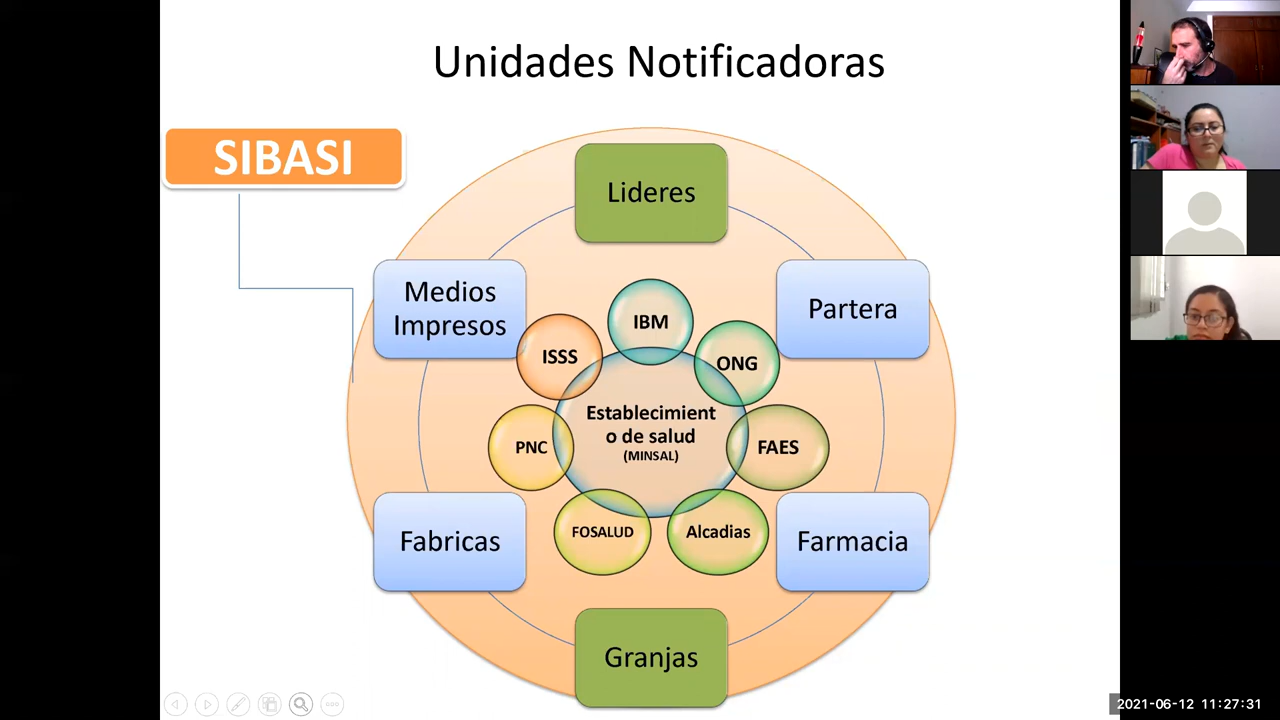 Unidades Notificadoras
SIBASI
Lideres
Medios
Impresos
Partera
IBM
ISSS
ONG
Establecimient
o de salud
(MINSAL)
PNC
FAES
FOSALUD
Alcadias
Fabricas
Farmacia
Granjas
2021-06-12 11:27:31